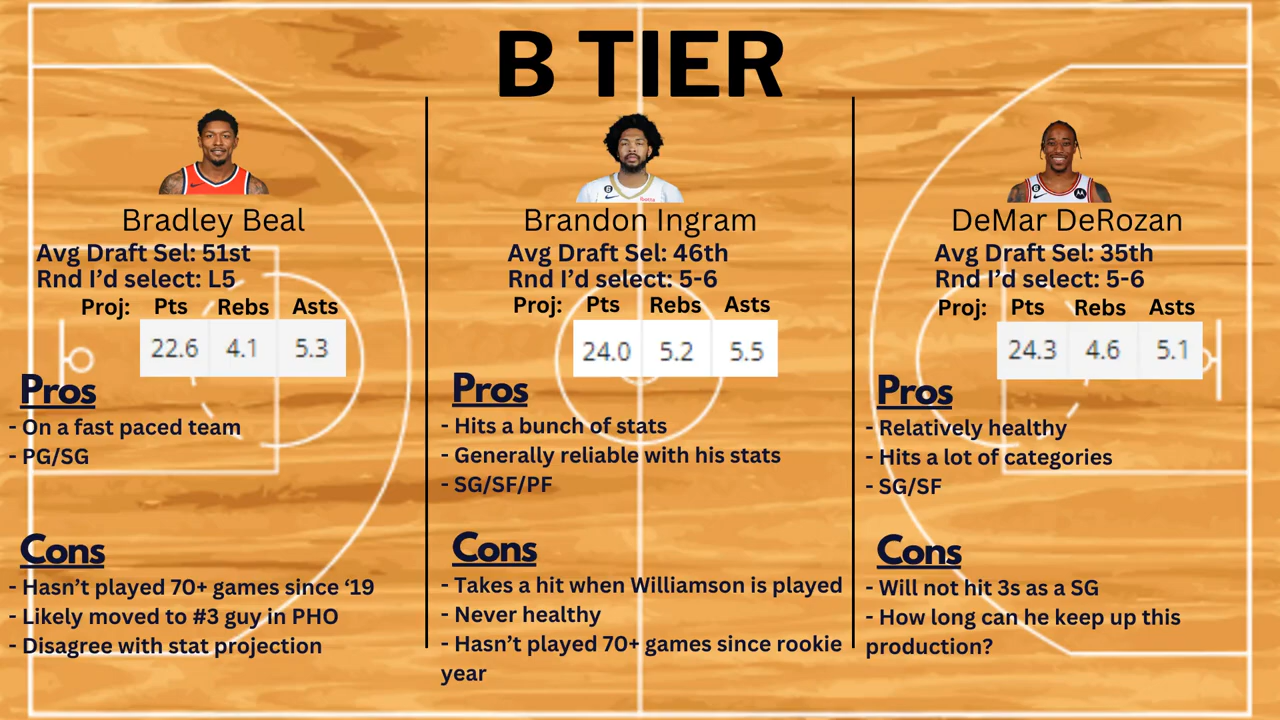 B TIER
Bradley Beal
Avg Draft Sel: 51st
Rnd I’d select: L5
Proj: Pts Rebs Asts
22.6 4.1 5.3
Pros
- On a fast paced team
- PG/SG
Cons
- Hasn’t played 70+ games since ‘19
- Likely moved to #3 guy in PHO
- Disagree with stat projection
Brandon Ingram
Avg Draft Sel: 46th
Rnd I’d select: 5-6
Proj: Pts Rebs Asts
24.0 5.2 5.5
Pros
- Hits a bunch of stats
- Generally reliable with his stats
- SG/SF/PF
Cons
- Takes a hit when Williamson is played
- Never healthy
- Hasn’t played 70+ games since rookie
year
DeMar DeRozan
Avg Draft Sel: 35th
Rnd I’d select: 5-6
Proj: Pts Rebs Asts
24.3 4.6 5.1
Pros
- Relatively healthy
- Hits a lot of categories
- SG/SF
Cons
- Will not hit 3s as a SG
- How long can he keep up this
production?